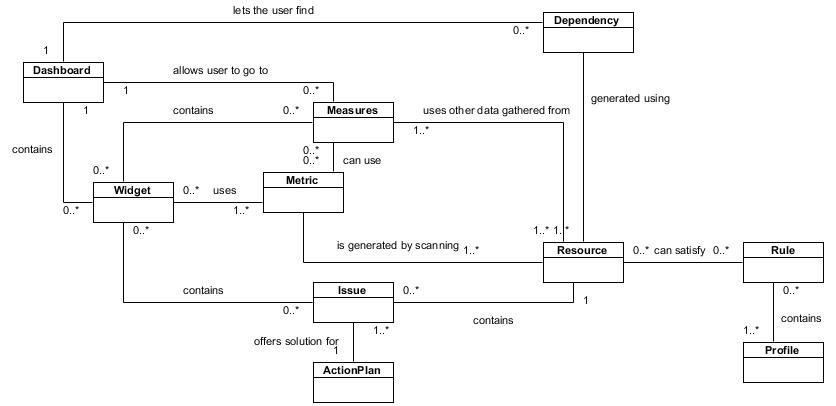 lets the user find
Dependency
0..*
1
Dashboard
allows user to go to
1
0..*
1
generated using
contains
0..*
Measures
uses other data gathered from
1..*
contains
0..*
0..*
can use
0..*
Metric
Widget
0..*
uses
0..*
1..*
0..*
1..*
1..*
is generated by scanning
1..*
Resource
0..*
can satisfy
0..*
Rule
contains
0..*
Issue
0..*
1
0..*
contains
contains
1..*
1..*
offers solution for
1
ActionPlan
Profile